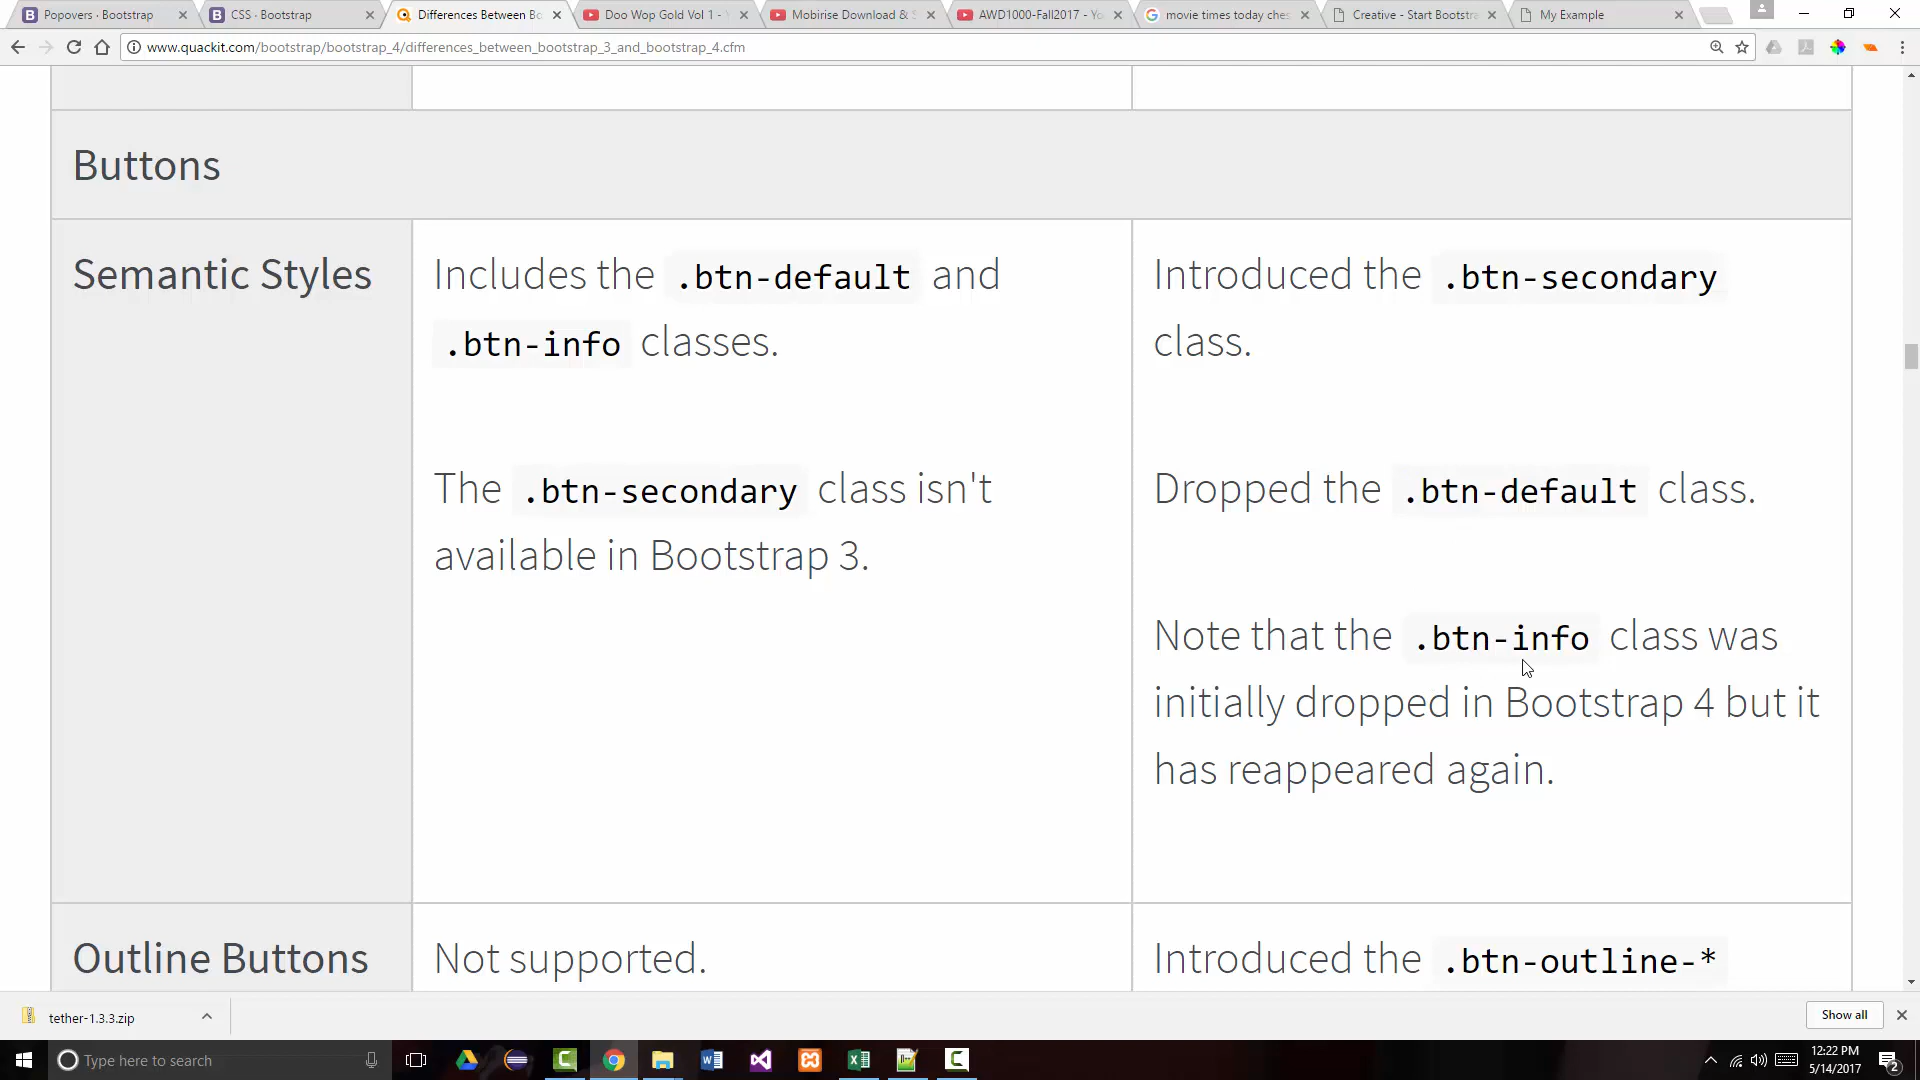 Popovers · Bootstrap
CSS · Bootstrap
Differences Between Bo
Doo Wop Gold Vol 1 - Y
Mobirise Download & S
AWD1000-Fall2017 - Yo
movie times today ches
Creative - Start Bootstra
My Example
www.quackit.com/bootstrap/bootstrap_4/differences_between_bootstrap_3_and_bootstrap_4.cfm
Buttons
Semantic Styles
Includes the .btn-default and
.btn-info classes.
The .btn-secondary class isn't
available in Bootstrap 3.
Introduced the .btn-secondary
class.
Dropped the .btn-default class.
Note that the .btn-info class was
initially dropped in Bootstrap 4 but it
has reappeared again.
Outline Buttons
Not supported.
Introduced the .btn-outline-*
tether-1.3.3.zip
Show all
Type here to search
12:22 PM
5/14/2017
2